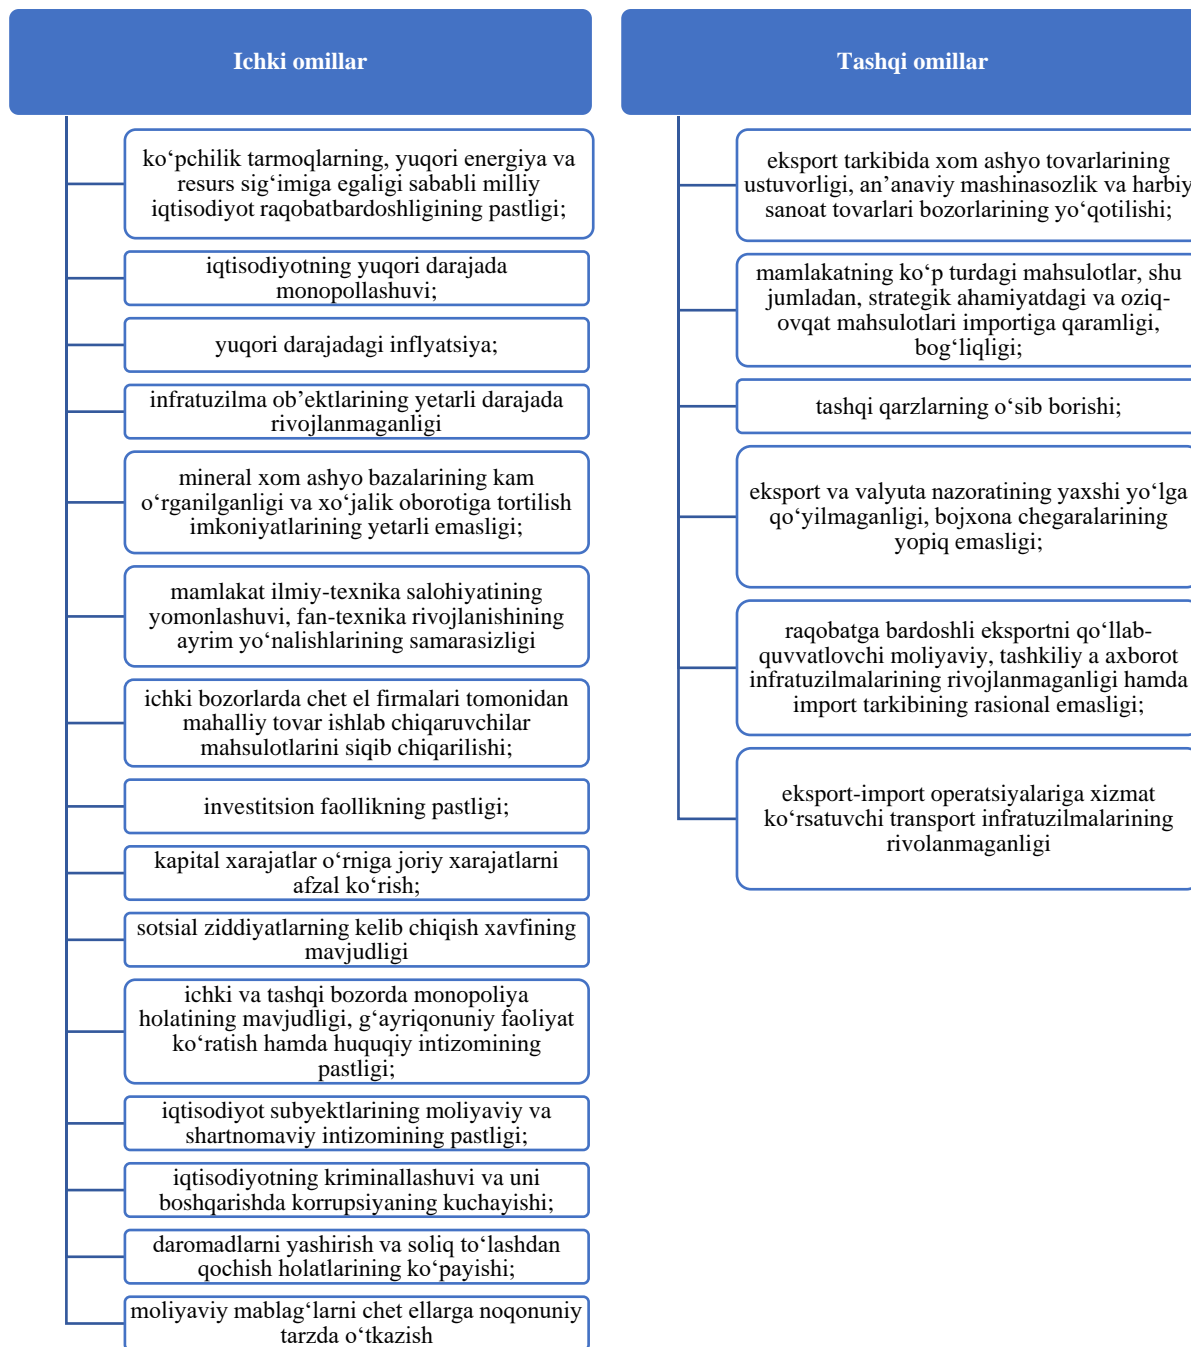 Ichki omillar
ko‘pchilik tarmoqlarning, yuqori energiya va
resurs sig‘imiga egaligi sababli milliy
iqtisodiyot raqobatbardoshligining pastligi;
iqtisodiyotning yuqori darajada
monopollashuvi;
yuqori darajadagi inflyatsiya;
infratuzilma ob’ektlarining yetarli darajada
rivojlanmaganligi
mineral xom ashyo bazalarining kam
o‘rganilganligi va xo‘jalik oborotiga tortilish
imkoniyatlarining yetarli emasligi;
mamlakat ilmiy-texnika salohiyatining
yomonlashuvi, fan-texnika rivojlanishining
ayrim yo‘nalishlarining samarasizligi
ichki bozorlarda chet el firmalari tomonidan
mahalliy tovar ishlab chiqaruvchilar
mahsulotlarini siqib chiqarilishi;
investitsion faollikning pastligi;
kapital xarajatlar o‘rniga joriy xarajatlarni
afzal ko‘rish;
sotsial ziddiyatlarning kelib chiqish xavfining
mavjudligi
ichki va tashqi bozorda monopoliya
holatining mavjudligi, g‘ayriqonuniy faoliyat
ko‘ratish hamda huquqiy intizomining
pastligi;
iqtisodiyot subyektlarining moliyaviy va
shartnomaviy intizomining pastligi;
iqtisodiyotning kriminallashuvi va uni
boshqarishda korrupsiyaning kuchayishi;
daromadlarni yashirish va soliq to‘lashdan
qochish holatlarining ko‘payishi;
moliyaviy mablag‘larni chet ellarga noqonuniy
tarzda o‘tkazish
Tashqi omillar
eksport tarkibida xom ashyo tovarlarining
ustuvorligi, an’anaviy mashinasozlik va harbiy
sanoat tovarlari bozorlarining yo‘qotilishi;
mamlakatning ko‘p turdagi mahsulotlar, shu
jumladan, strategik ahamiyatdagi va oziq-
ovqat mahsulotlari importiga qaramligi,
bog‘liqligi;
tashqi qarzlarning o‘sib borishi;
eksport va valyuta nazoratining yaxshi yo‘lga
qo‘yilmaganligi, bojxona chegaralarining
yopiq emasligi;
raqobatga bardoshli eksportni qo‘llab-
quvvatlovchi moliyaviy, tashkiliy a axborot
infratuzilmalarining rivojlanmaganligi hamda
import tarkibining rasional emasligi;
eksport-import operatsiyalariga xizmat
ko‘rsatuvchi transport infratuzilmalarining
rivolanmaganligi